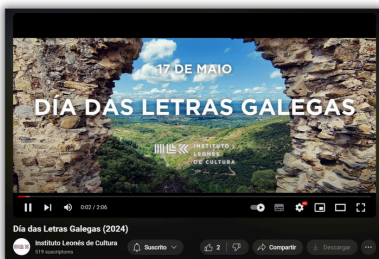 17 DE MAIO
DÍA DAS LETRAS GALEGAS
INSTITUTO
LEONÉS
DE CULTURA
0:02 / 2:06
Día das Letras Galegas (2024)
Instituto Leonés de Cultura
519 suscriptores
Suscrito
2
Compartir
Descargar